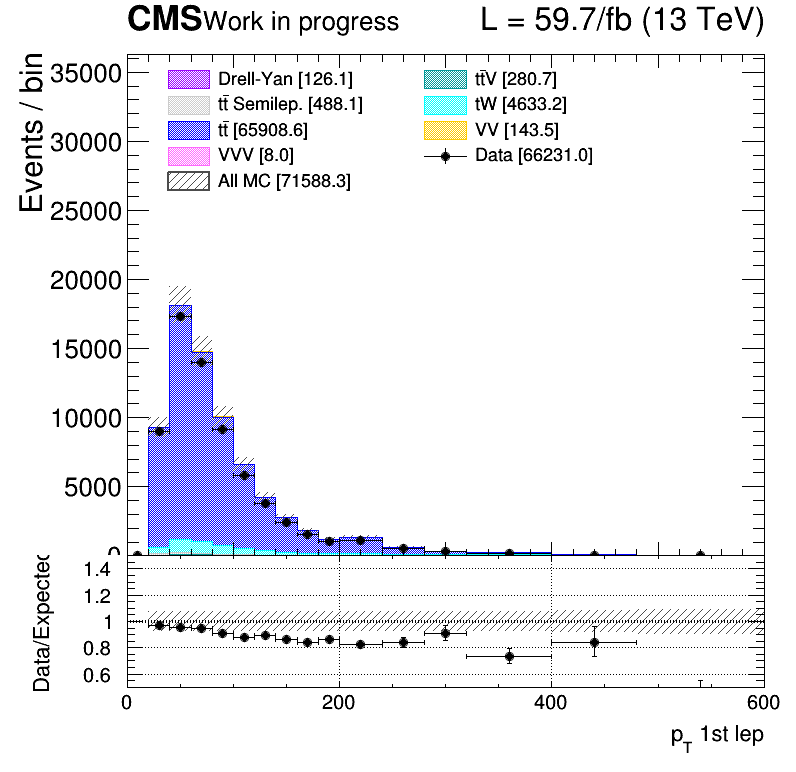 CMS Work in progress L = 59.7/fb (13 TeV)
Events / bin
35000
30000
25000
20000
15000
10000
5000
0
Drell-Yan [126.1]
tt̄ Semilep. [488.1]
tt̄ [65908.6]
VVV [8.0]
All MC [71588.3]
tt̄V [280.7]
tW [4633.2]
VV [143.5]
Data [66231.0]
Data/Expected
1.4
1.2
1
0.8
0.6
0 200 400 600
p_T 1st lep